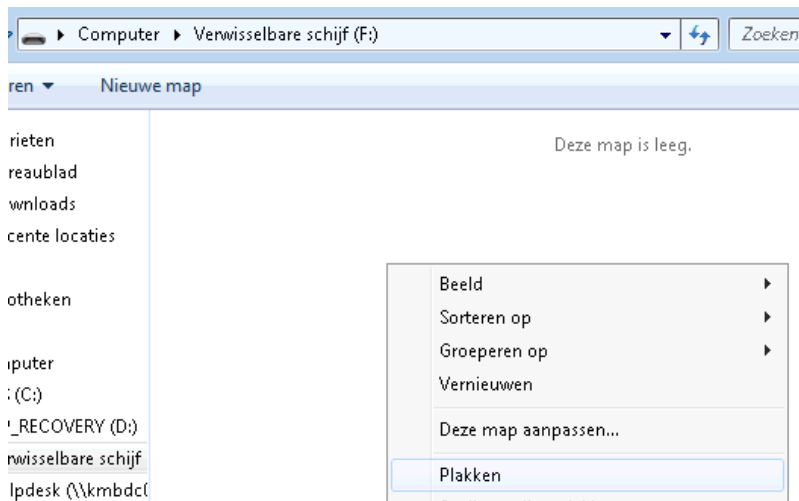 Computer Verwisselbare schijf (F:) Zoeken
ren Nieuwe map
Deze map is leeg.
rieten
reaublad
wnloads
cente locaties
otheken
nputer
(C:)
_RECOVERY (D:)
rwisselbare schijf
lpdesk (\\kmbdc(
Beeld
Sorteren op
Groeperen op
Vernieuwen
Deze map aanpassen...
Plakken